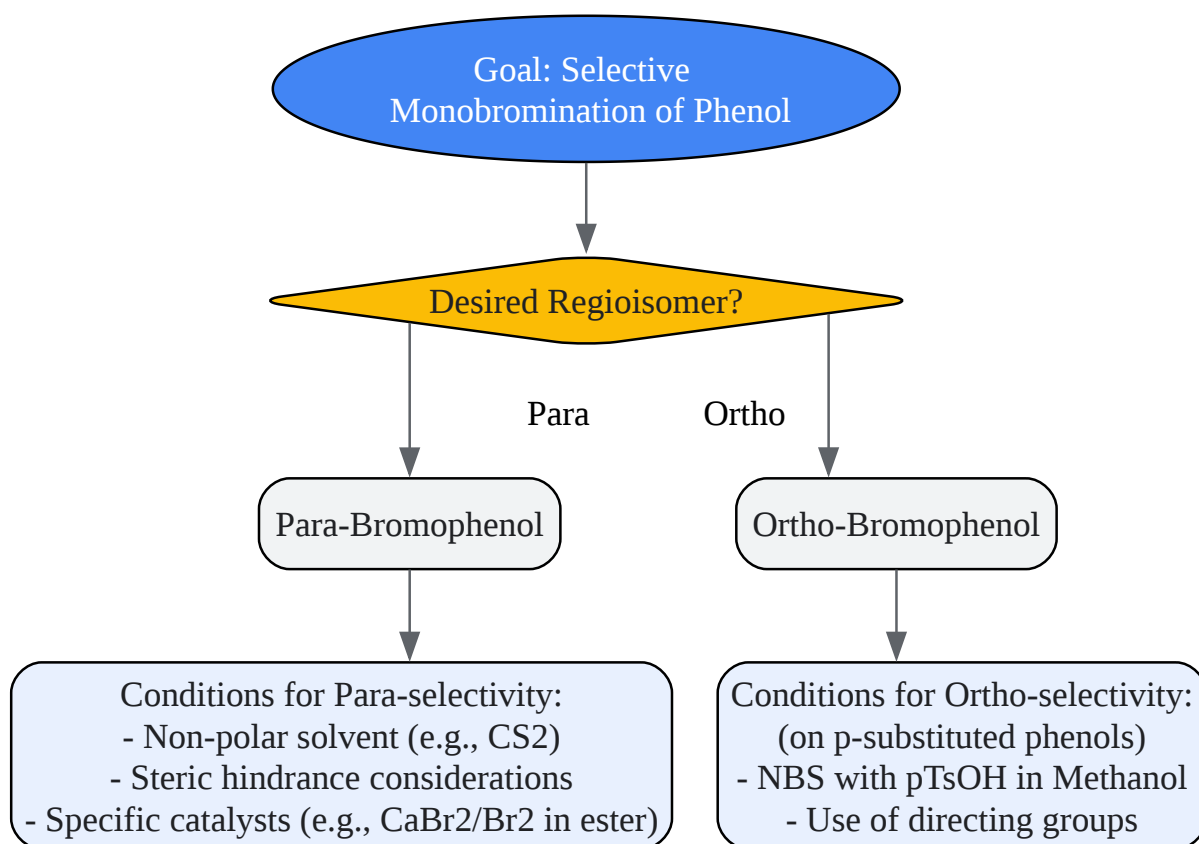 Goal: Selective
Monobromination of Phenol
Desired Regioisomer?
Para
Ortho
Para-Bromophenol
Ortho-Bromophenol
Conditions for Para-selectivity:
- Non-polar solvent (e.g., CS2)
- Steric hindrance considerations
- Specific catalysts (e.g., CaBr2/Br2 in ester)
Conditions for Ortho-selectivity:
(on p-substituted phenols)
- NBS with pTsOH in Methanol
- Use of directing groups